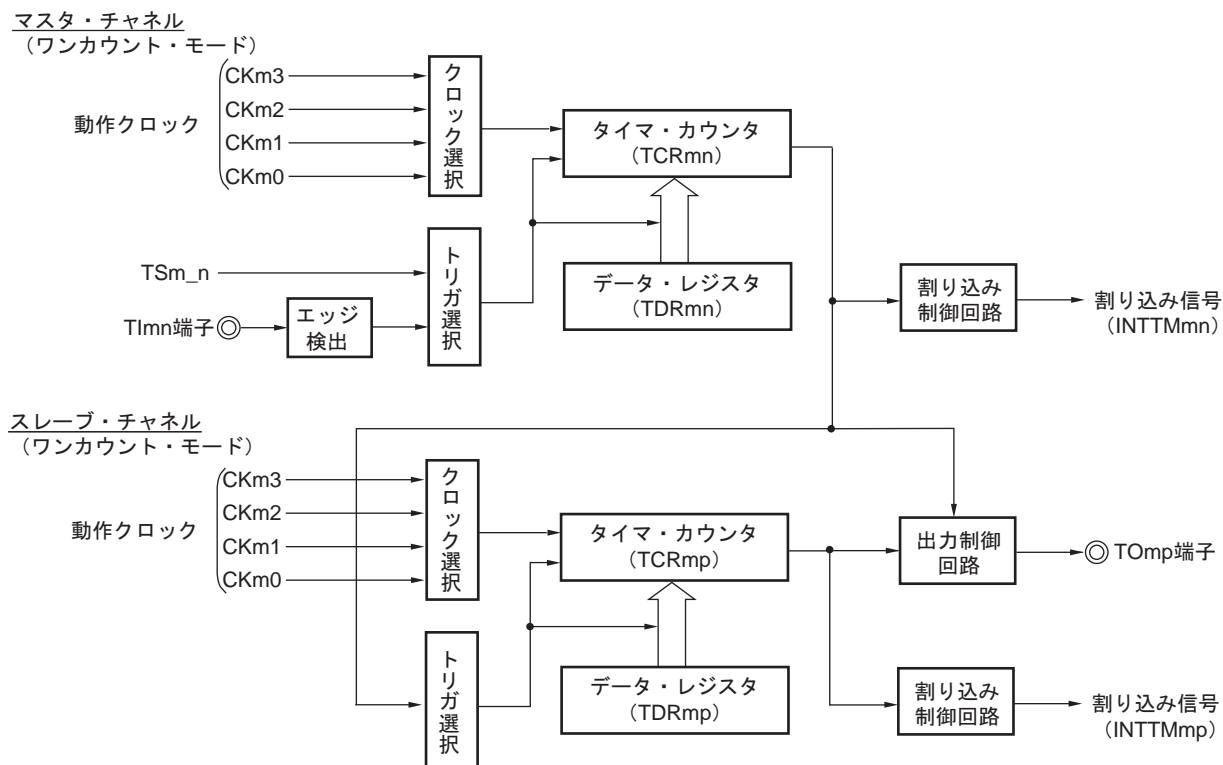 マスタ・チャネル
（ワンカウント・モード）
動作クロック
CKm3
CKm2
CKm1
CKm0
クロック選択
タイマ・カウンタ
（TCRmn）
TSm_n
TImn端子
エッジ
検出
トリガ選択
データ・レジスタ
（TDRmn）
割り込み
制御回路
割り込み信号
（INTTMmn）
スレーブ・チャネル
（ワンカウント・モード）
動作クロック
CKm3
CKm2
CKm1
CKm0
クロック選択
タイマ・カウンタ
（TCRmp）
出力制御
回路
TOmp端子
トリガ選択
データ・レジスタ
（TDRmp）
割り込み
制御回路
割り込み信号
（INTTMmp）